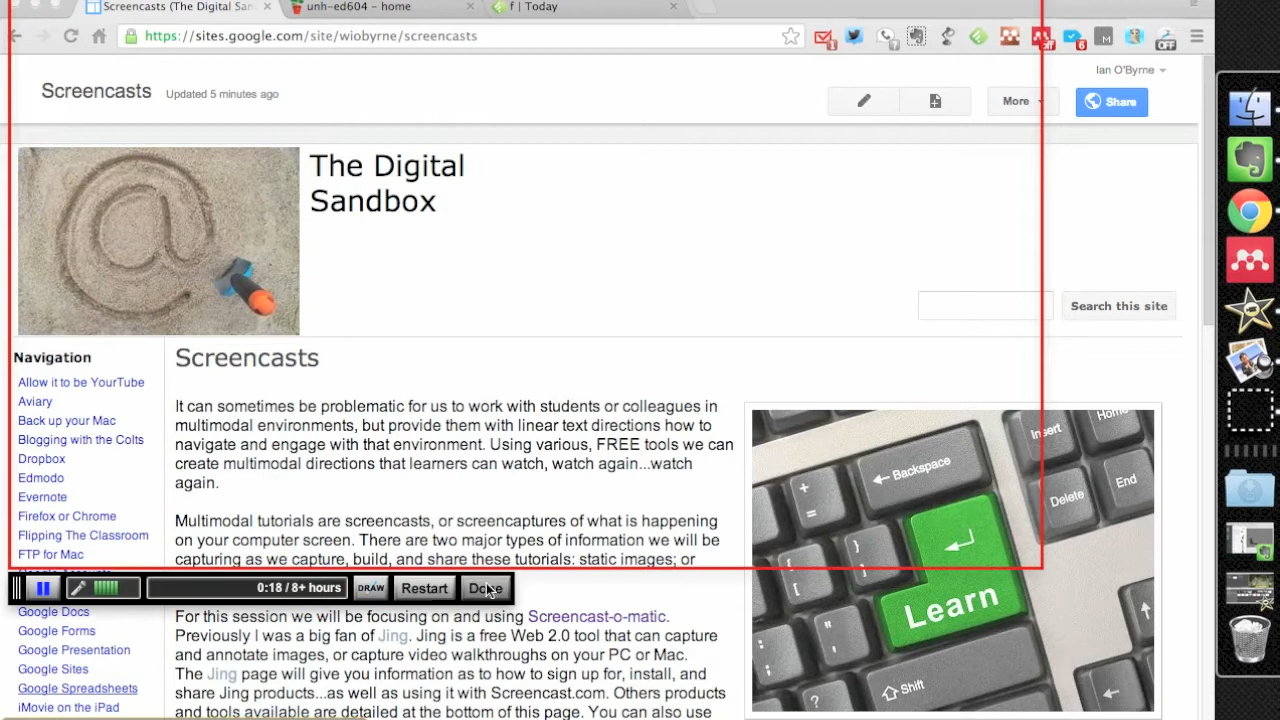 Screencasts (The Digital San
unh-ed604 - home
f | Today
https://sites.google.com/site/wiobyrne/screencasts
1
?
off
6
M
OFF
Ian O'Byrne
Screencasts
Updated 5 minutes ago
More
Share
The Digital
Sandbox
Search this site
Navigation
Allow it to be YourTube
Aviary
Back up your Mac
Blogging with the Colts
Dropbox
Edmodo
Evernote
Firefox or Chrome
Flipping The Classroom
FTP for Mac
Google Docs
Google Forms
Google Presentation
Google Sites
Google Spreadsheets
iMovie on the iPad
Screencasts
It can sometimes be problematic for us to work with students or colleagues in
multimodal environments, but provide them with linear text directions how to
navigate and engage with that environment. Using various, FREE tools we can
create multimodal directions that learners can watch, watch again...watch
again.
Multimodal tutorials are screencasts, or screencaptures of what is happening
on your computer screen. There are two major types of information we will be
capturing as we capture, build, and share these tutorials: static images; or
For this session we will be focusing on and using Screencast-o-matic.
Previously I was a big fan of Jing. Jing is a free Web 2.0 tool that can capture
and annotate images, or capture video walkthroughs on your PC or Mac.
The Jing page will give you information as to how to sign up for, install, and
share Jing products...as well as using it with Screencast.com. Others products
and tools available are detailed at the bottom of this page. You can also use
Insert
Home
Backspace
Delete
End
+
=
}
]
{
[
Learn
"
'
:
;
?
Shift
0:18 / 8+ hours
DRAW
Restart
Done